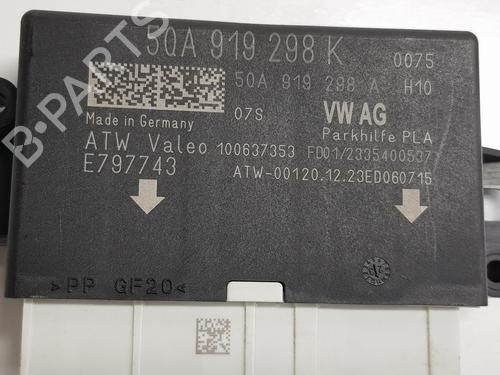 5QA 919 298 K 0075
5QA 919 298 A H10
Made in Germany 07S VW AG
Parkhilfe PLA
ATW Valeo 100637353 FD01/2335400537
E797743 ATW-00120.12.23ED060715
>PP GF20<
B-PARTS